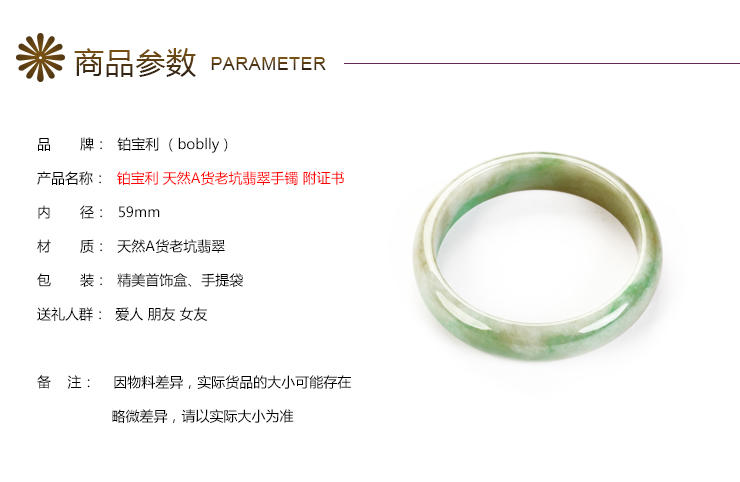 商品参数 PARAMETER
品 牌： 铂宝利（boblly）
产品名称： 铂宝利 天然A货老坑翡翠手镯 附证书
内 径： 59mm
材 质： 天然A货老坑翡翠
包 装： 精美首饰盒、手提袋
送礼人群： 爱人 朋友 女友
备 注： 因物料差异，实际货品的大小可能存在
略微差异，请以实际大小为准